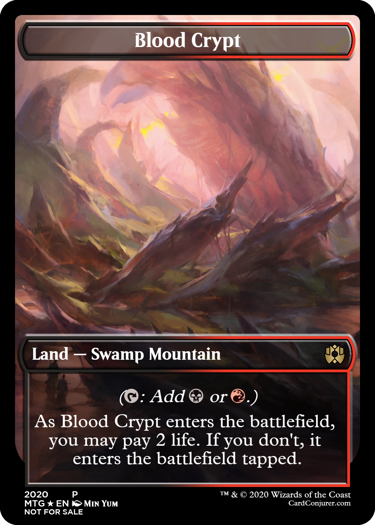 Blood Crypt
Land — Swamp Mountain
(: Add or .)
As Blood Crypt enters the battlefield,
you may pay 2 life. If you don't, it
enters the battlefield tapped.
2020 P
MTG ★ EN Min Yum
NOT FOR SALE
™ & © 2020 Wizards of the Coast
CardConjurer.com